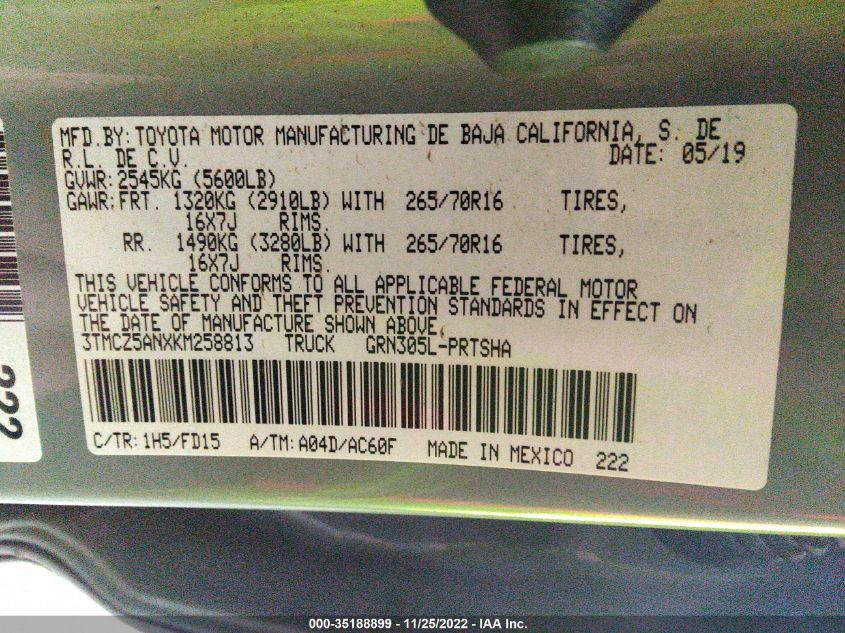 MFD.BY:TOYOTA MOTOR MANUFACTURING DE BAJA CALIFORNIA, S. DE
R.L. DE C.V. DATE: 05/19
GVWR:2545KG (5600LB)
GAWR:FRT. 1320KG (2910LB) WITH 265/70R16 TIRES,
16X7J RIMS.
RR. 1490KG (3280LB) WITH 265/70R16 TIRES,
16X7J RIMS.
THIS VEHICLE CONFORMS TO ALL APPLICABLE FEDERAL MOTOR
VEHICLE SAFETY AND THEFT PREVENTION STANDARDS IN EFFECT ON
THE DATE OF MANUFACTURE SHOWN ABOVE.
3TMCZ5ANXKM258813 TRUCK GRN305L-PRTSHA
C/TR:1H5/FD15 A/TM:A04D/AC60F MADE IN MEXICO 222
222
000-35188899 - 11/25/2022 - IAA Inc.